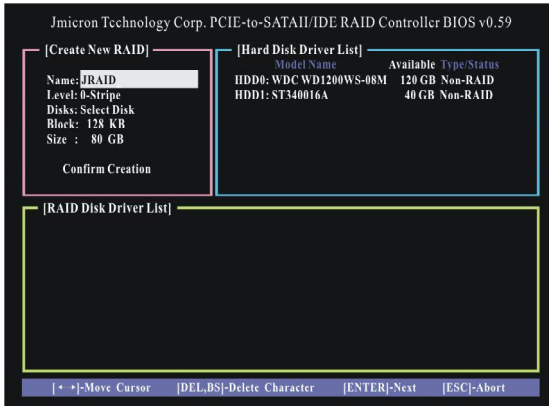 Jmicron Technology Corp. PCIE-to-SATAII/IDE RAID Controller BIOS v0.59
[Create New RAID]
Name: JRAID
Level: 0-Stripe
Disks: Select Disk
Block: 128 KB
Size : 80 GB
Confirm Creation
[Hard Disk Driver List]
Model Name Available Type/Status
HDD0: WDC WD1200WS-08M 120 GB Non-RAID
HDD1: ST340016A 40 GB Non-RAID
[RAID Disk Driver List]
[←→]-Move Cursor [DEL,BS]-Delete Character [ENTER]-Next [ESC]-Abort